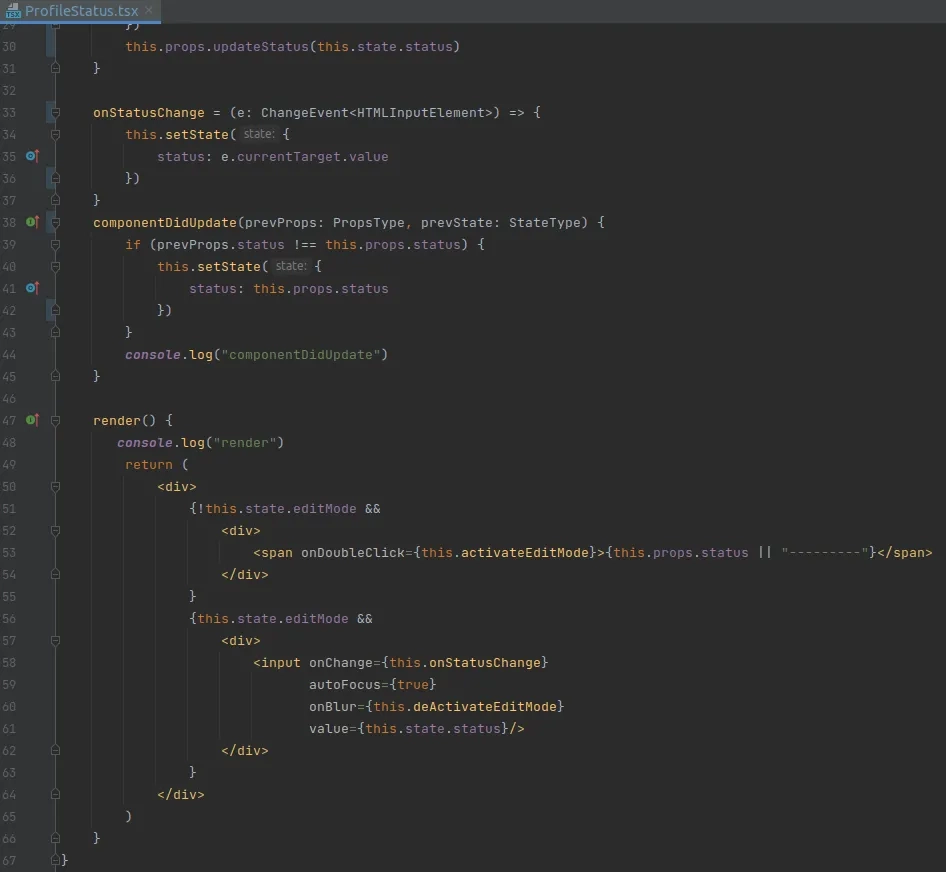 ProfileStatus.tsx
29 })
30 this.props.updateStatus(this.state.status)
31 }
32
33 onStatusChange = (e: ChangeEvent<HTMLInputElement>) => {
34 this.setState( state: {
35 status: e.currentTarget.value
36 })
37 }
38 componentDidUpdate(prevProps: PropsType, prevState: StateType) {
39 if (prevProps.status !== this.props.status) {
40 this.setState( state: {
41 status: this.props.status
42 })
43 }
44 console.log("componentDidUpdate")
45 }
46
47 render() {
48 console.log("render")
49 return (
50 <div>
51 {!this.state.editMode &&
52 <div>
53 <span onDoubleClick={this.activateEditMode}>{this.props.status || "---------"}</span>
54 </div>
55 }
56 {this.state.editMode &&
57 <div>
58 <input onChange={this.onStatusChange}
59 autoFocus={true}
60 onBlur={this.deActivateEditMode}
61 value={this.state.status}/>
62 </div>
63 }
64 </div>
65 )
66 }
67 }